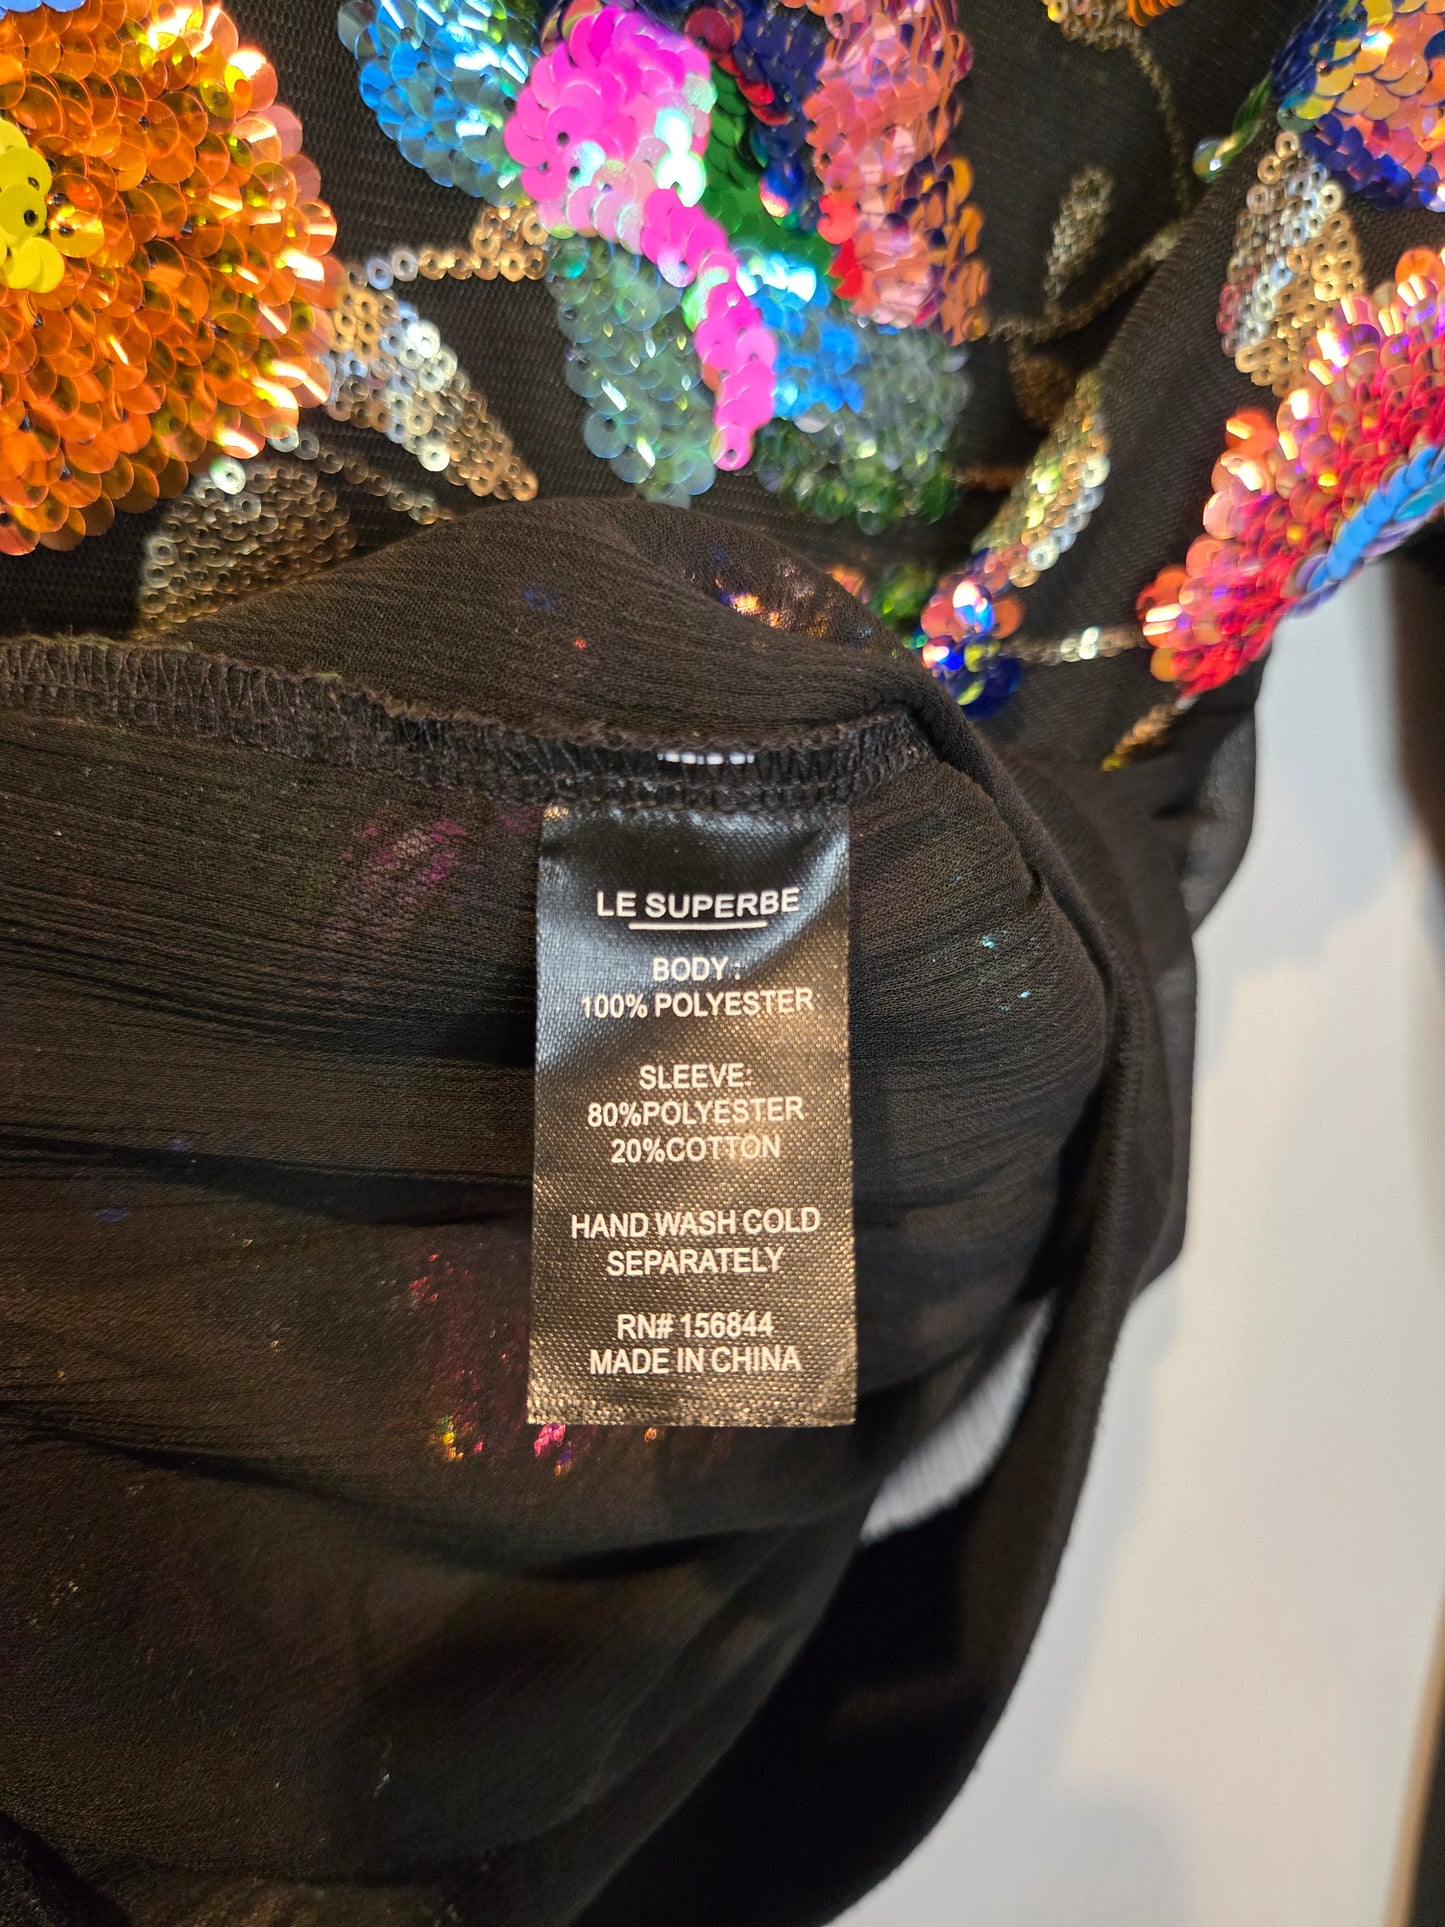 LE SUPERBE
BODY:
100% POLYESTER
SLEEVE:
80%POLYESTER
20%COTTON
HAND WASH COLD
SEPARATELY
RN# 156844
MADE IN CHINA